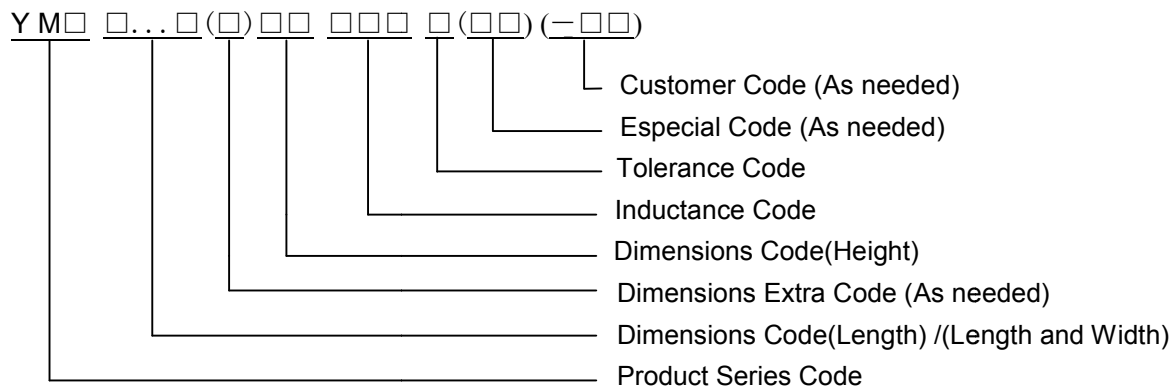 YM□ □...□(□)□□ □□□ □(□□)(－□□)
Customer Code (As needed)
Especial Code (As needed)
Tolerance Code
Inductance Code
Dimensions Code(Height)
Dimensions Extra Code (As needed)
Dimensions Code(Length) /(Length and Width)
Product Series Code